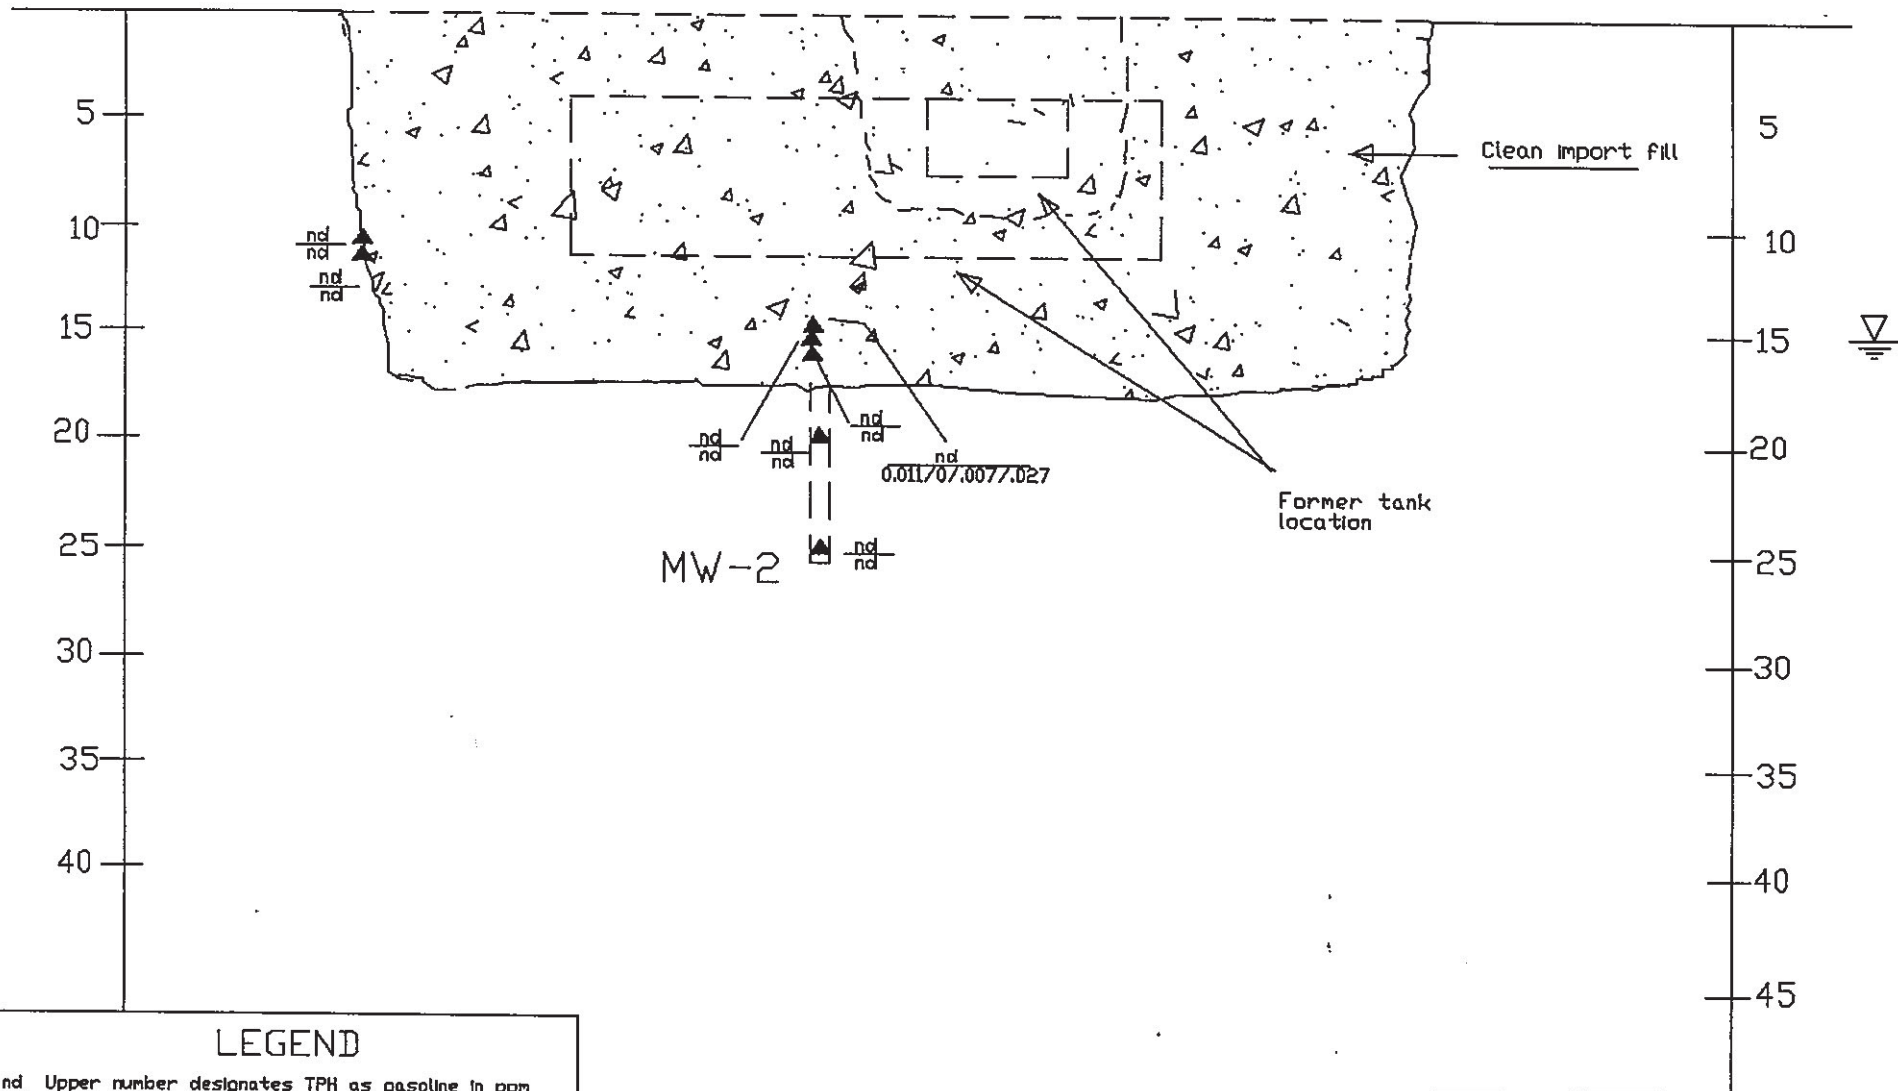 5
5
Clean import fill
10
nd
nd
10
nd
nd
15
15
20
nd
nd
nd
nd
nd
nd
nd
0.011/0/.007/.027
20
Former tank
location
25
MW-2
nd
nd
25
30
30
35
35
40
40
45
LEGEND
nd Upper number designates TPH as gasoline in ppm